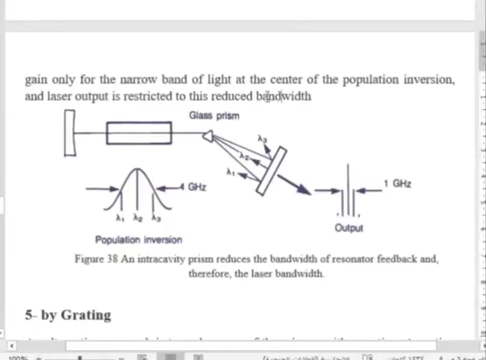 gain only for the narrow band of light at the center of the population inversion,
and laser output is restricted to this reduced bandwidth
Glass prism
λ₃
λ₂
λ₁
4 GHz
1 GHz
λ₁ λ₂ λ₃
Output
Population inversion
Figure 38 An intracavity prism reduces the bandwidth of resonator feedback and,
therefore, the laser bandwidth.
5- by Grating
100%